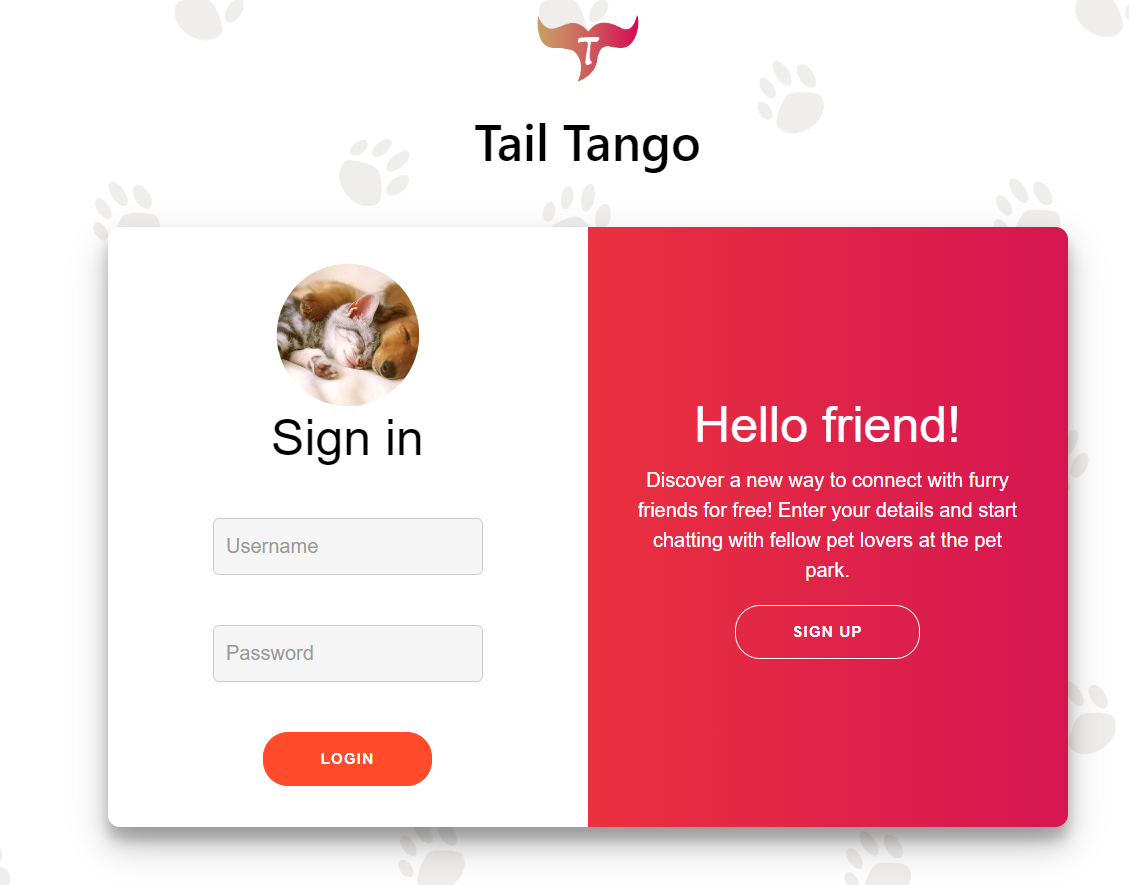 T
Tail Tango
Sign in
Username
Password
LOGIN
Hello friend!
Discover a new way to connect with furry
friends for free! Enter your details and start
chatting with fellow pet lovers at the pet
park.
SIGN UP